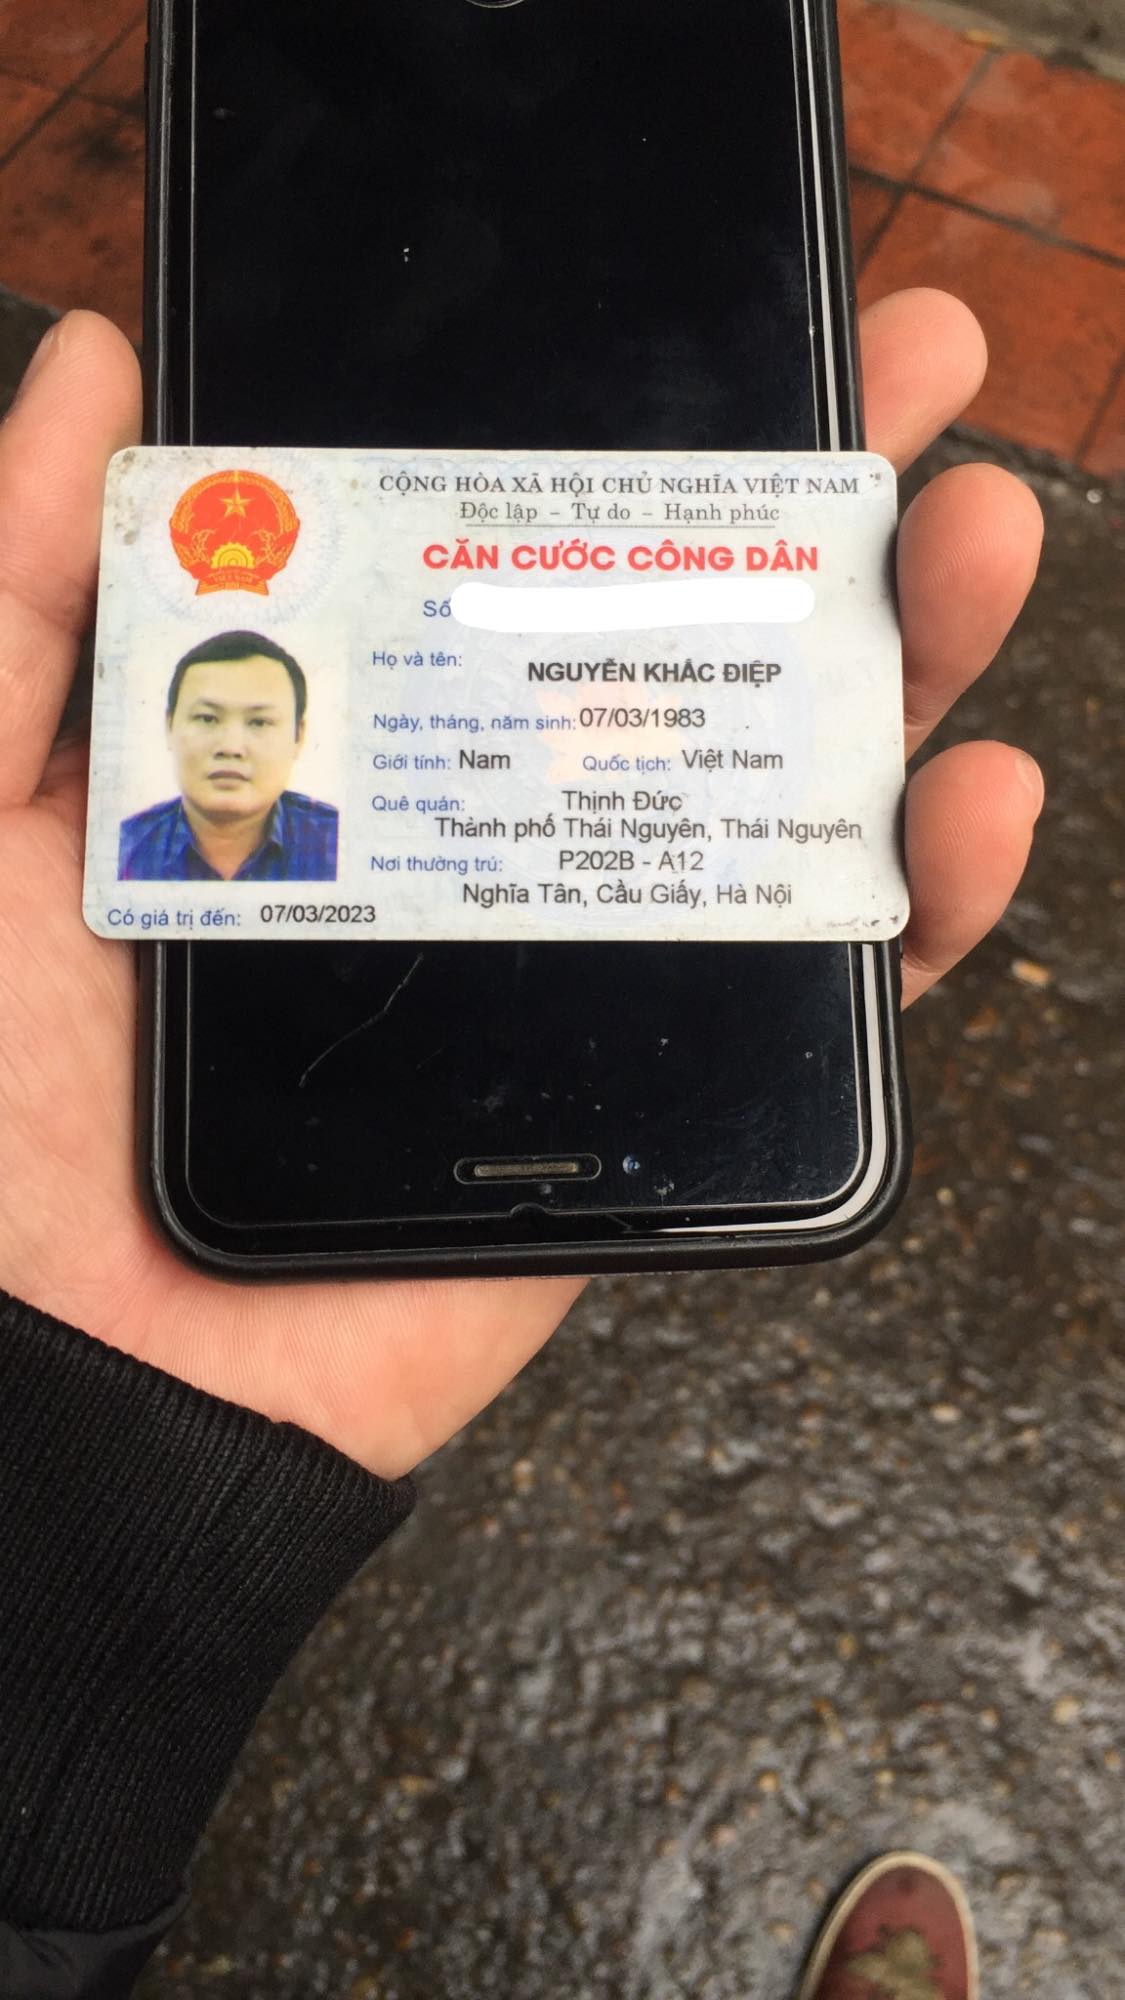 CỘNG HÒA XÃ HỘI CHỦ NGHĨA VIỆT NAM
Độc lập – Tự do – Hạnh phúc
CĂN CƯỚC CÔNG DÂN
Số
Họ và tên: NGUYỄN KHẮC ĐIỆP
Ngày, tháng, năm sinh: 07/03/1983
Giới tính: Nam Quốc tịch: Việt Nam
Quê quán: Thịnh Đức
Thành phố Thái Nguyên, Thái Nguyên
Nơi thường trú: P202B - A12
Nghĩa Tân, Cầu Giấy, Hà Nội
Có giá trị đến: 07/03/2023